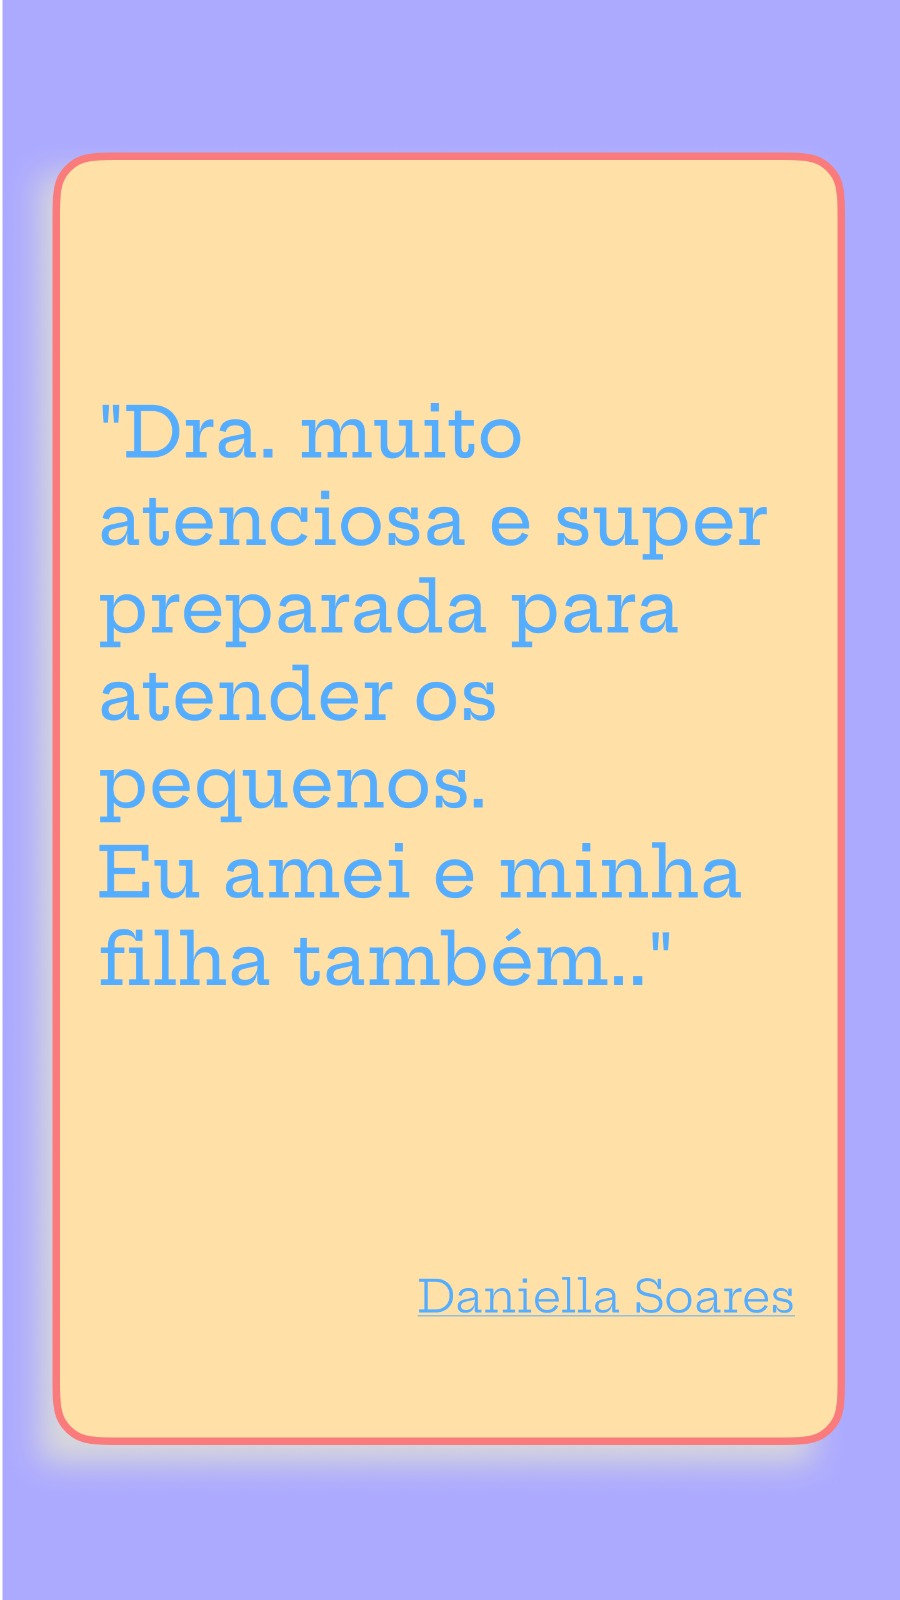 "Dra. muito
atenciosa e super
preparada para
atender os
pequenos.
Eu amei e minha
filha também.."
Daniella Soares